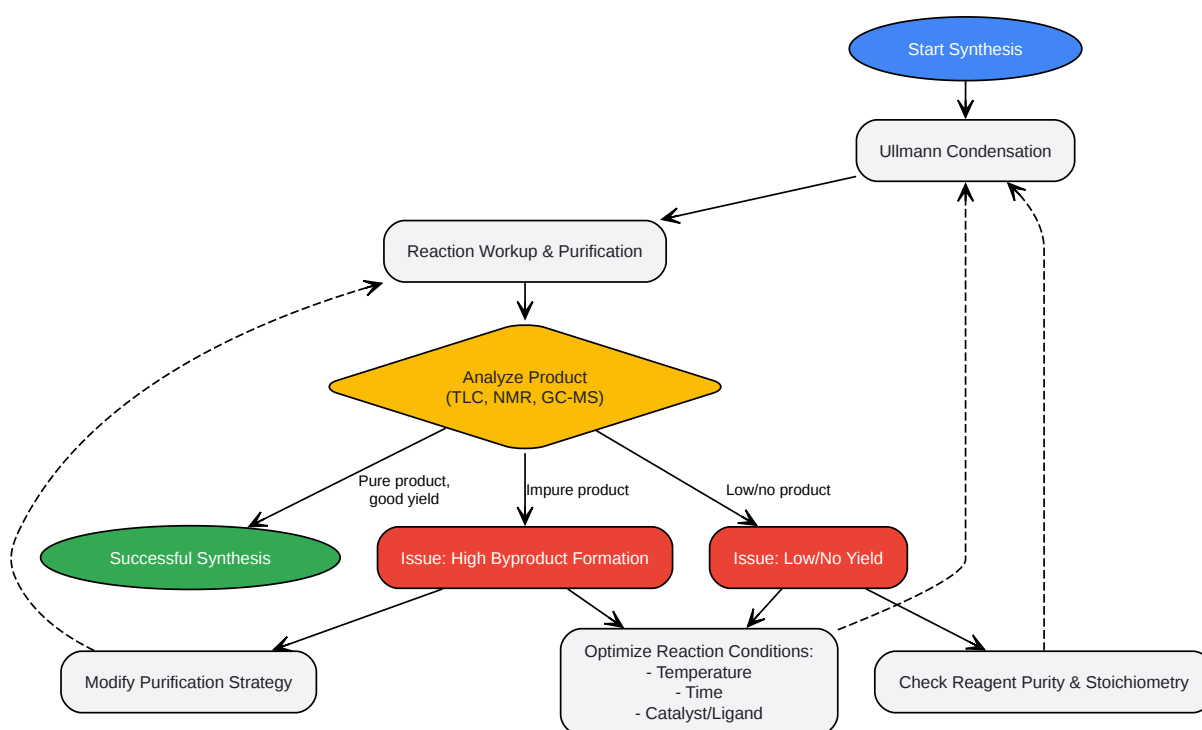 Start Synthesis
Ullmann Condensation
Reaction Workup & Purification
Analyze Product
(TLC, NMR, GC-MS)
Pure product,
good yield
Impure product
Low/no product
Successful Synthesis
Issue: High Byproduct Formation
Issue: Low/No Yield
Modify Purification Strategy
Optimize Reaction Conditions:
- Temperature
- Time
- Catalyst/Ligand
Check Reagent Purity & Stoichiometry